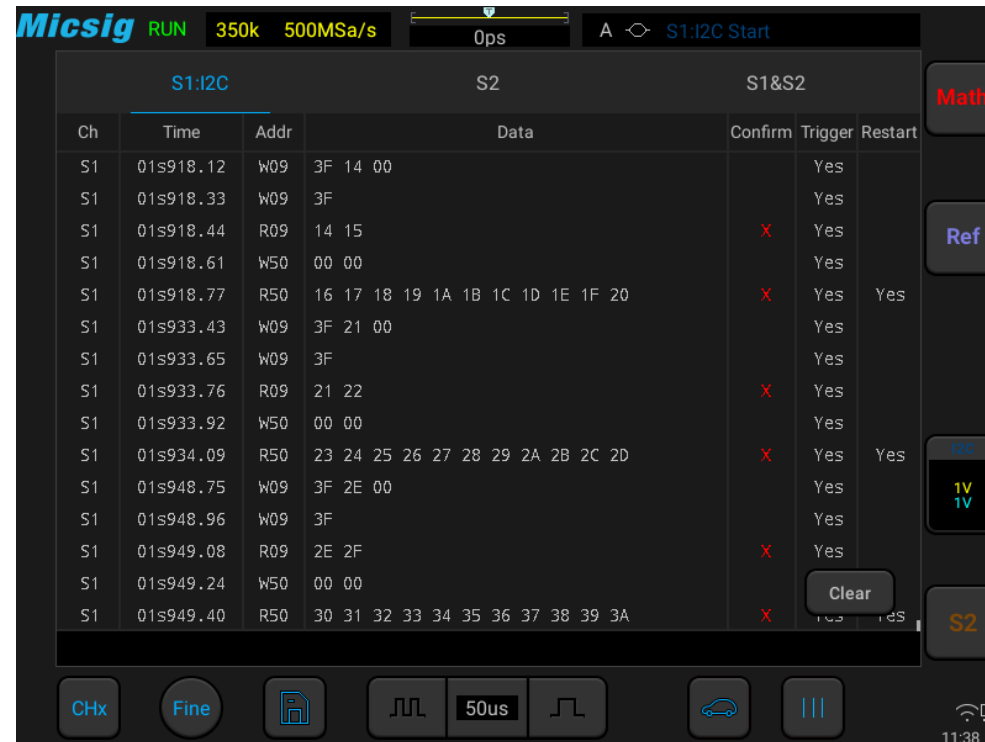 Micsig RUN 350k 500MSa/s T 0ps A S1:I2C Start
S1:I2C S2 S1&S2
Math
Ch Time Addr Data Confirm Trigger Restart
S1 01s918.12 W09 3F 14 00 Yes
S1 01s918.33 W09 3F Yes
S1 01s918.44 R09 14 15 X Yes
Ref
S1 01s918.61 W50 00 00 Yes
S1 01s918.77 R50 16 17 18 19 1A 1B 1C 1D 1E 1F 20 X Yes Yes
S1 01s933.43 W09 3F 21 00 Yes
S1 01s933.65 W09 3F Yes
S1 01s933.76 R09 21 22 X Yes
S1 01s933.92 W50 00 00 Yes
S1 01s934.09 R50 23 24 25 26 27 28 29 2A 2B 2C 2D X Yes Yes
S1 01s948.75 W09 3F 2E 00 Yes
1V
1V
S1 01s948.96 W09 3F Yes
S1 01s949.08 R09 2E 2F X Yes
S1 01s949.24 W50 00 00
Clear
S1 01s949.40 R50 30 31 32 33 34 35 36 37 38 39 3A X Yes Yes
S2
CHx Fine 50us
11:38